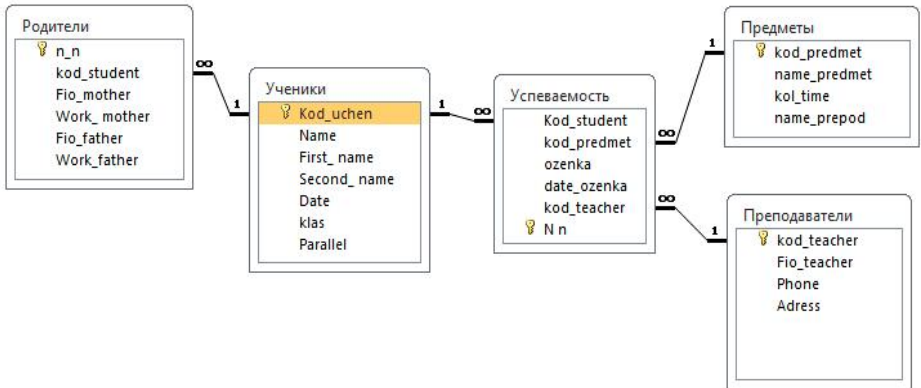 Родители
n_n
kod_student
Fio_mother
Work_ mother
Fio_father
Work_father
∞
1
Ученики
Kod_uchen
Name
First_ name
Second_ name
Date
klas
Parallel
1
∞
Успеваемость
Kod_student
kod_predmet
ozenka
date_ozenka
kod_teacher
N n
∞
1
Предметы
kod_predmet
name_predmet
kol_time
name_prepod
∞
1
Преподаватели
kod_teacher
Fio_teacher
Phone
Adress